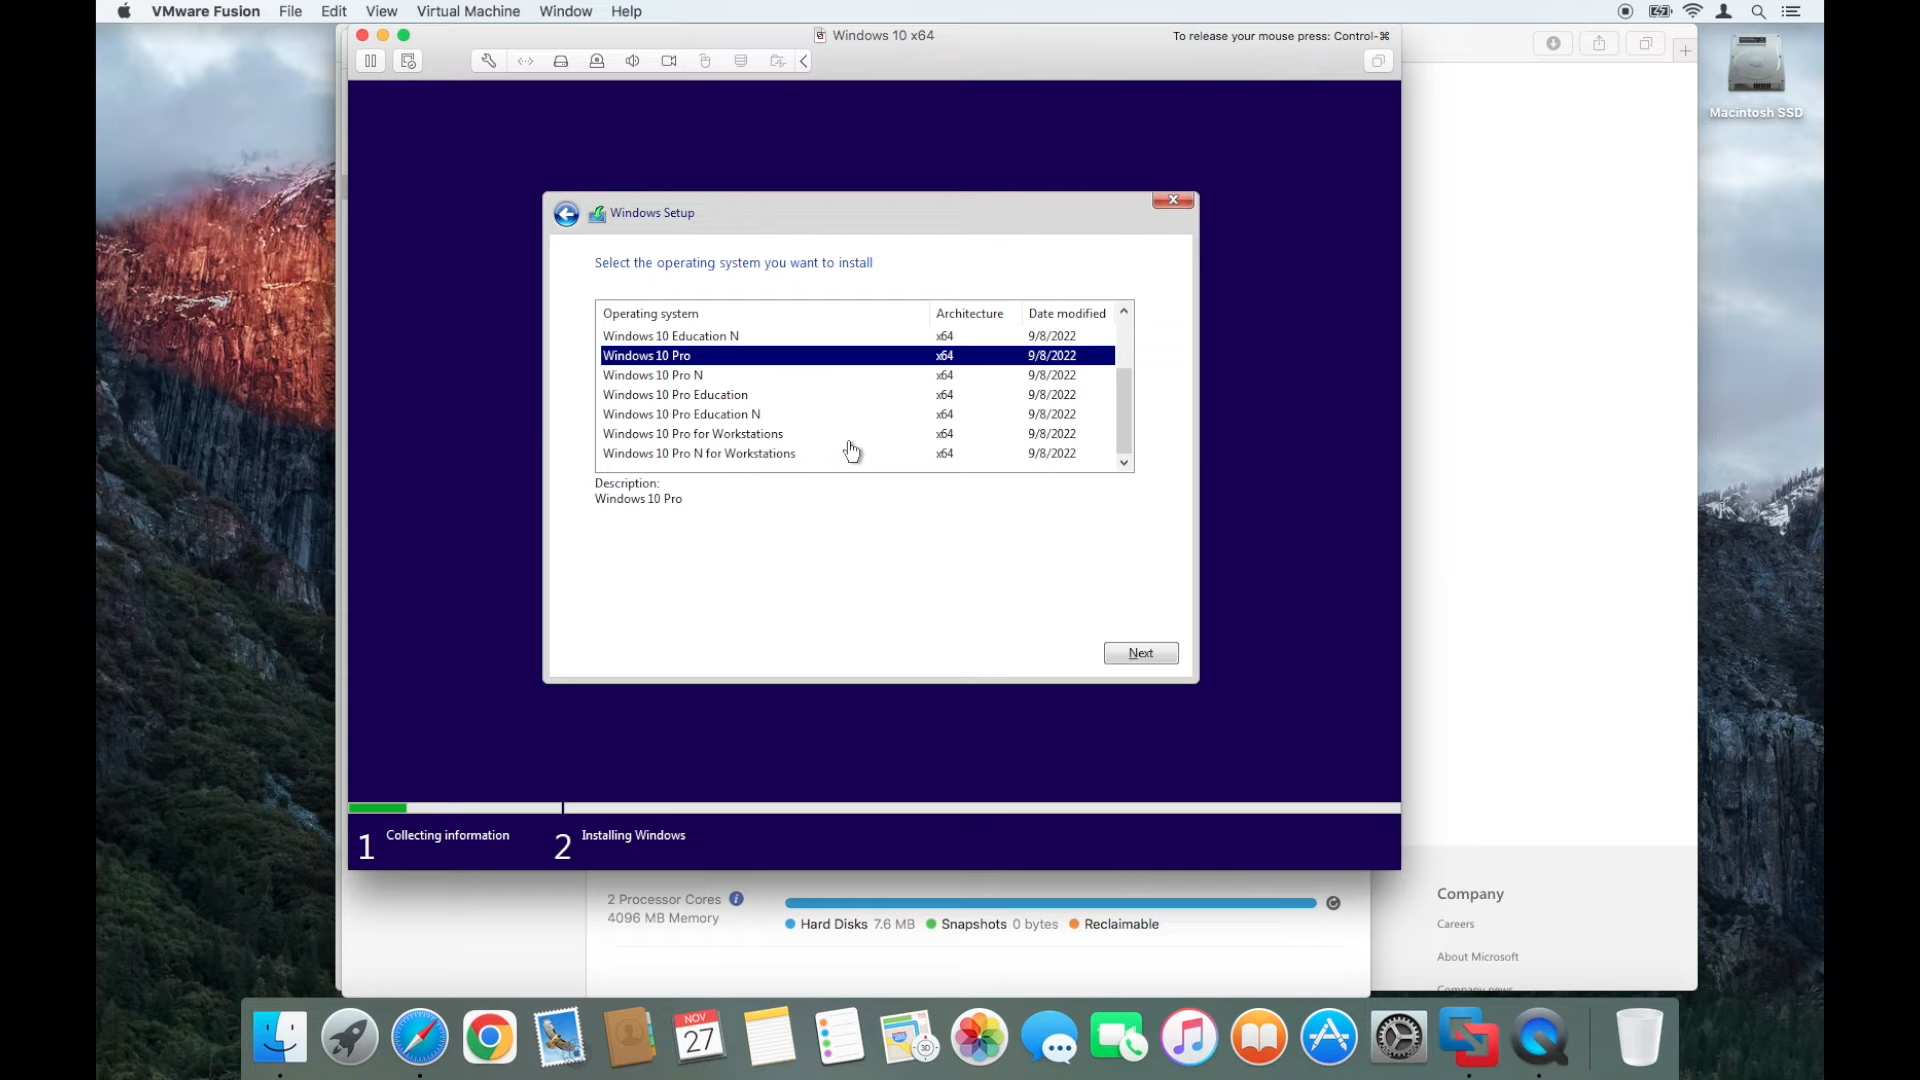 VMware Fusion File Edit View Virtual Machine Window Help
Windows 10 x64
To release your mouse press: Control-⌘
Macintosh SSD
Windows Setup
Select the operating system you want to install
Operating system Architecture Date modified
Windows 10 Education N x64 9/8/2022
Windows 10 Pro x64 9/8/2022
Windows 10 Pro N x64 9/8/2022
Windows 10 Pro Education x64 9/8/2022
Windows 10 Pro Education N x64 9/8/2022
Windows 10 Pro for Workstations x64 9/8/2022
Windows 10 Pro N for Workstations x64 9/8/2022
Description:
Windows 10 Pro
Next
1 Collecting information 2 Installing Windows
2 Processor Cores
4096 MB Memory
Hard Disks 7.6 MB Snapshots 0 bytes Reclaimable
Company
Careers
About Microsoft
Company news
NOV
27
3D